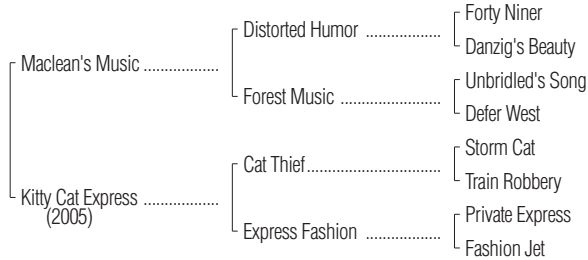 Forty Niner
Distorted Humor ..................
Danzig's Beauty
Maclean's Music ..................
Unbridled's Song
Forest Music ........................
Defer West
Storm Cat
Cat Thief................................
Train Robbery
Kitty Cat Express ..................
(2005)
Private Express
Express Fashion ..................
Fashion Jet